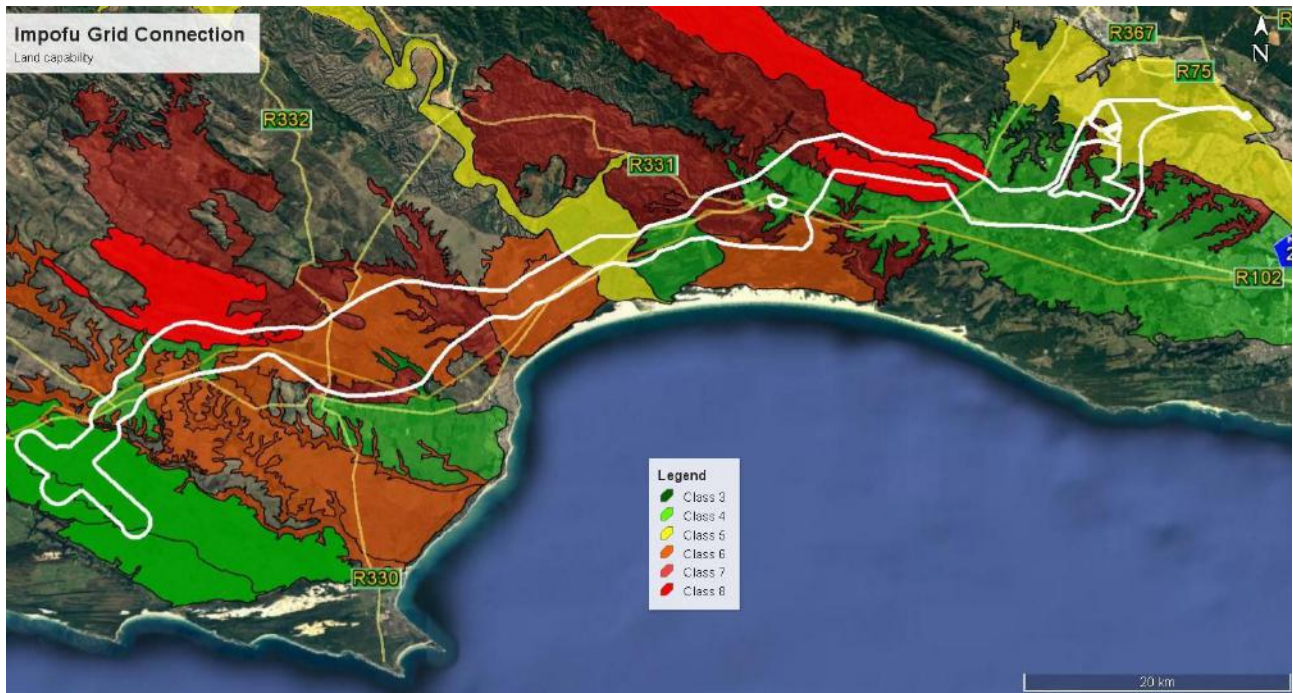 Impofu Grid Connection
Land capability
R367
N
R75
R332
R331
R102
R330
Legend
Class 3
Class 4
Class 5
Class 6
Class 7
Class 8
20 km